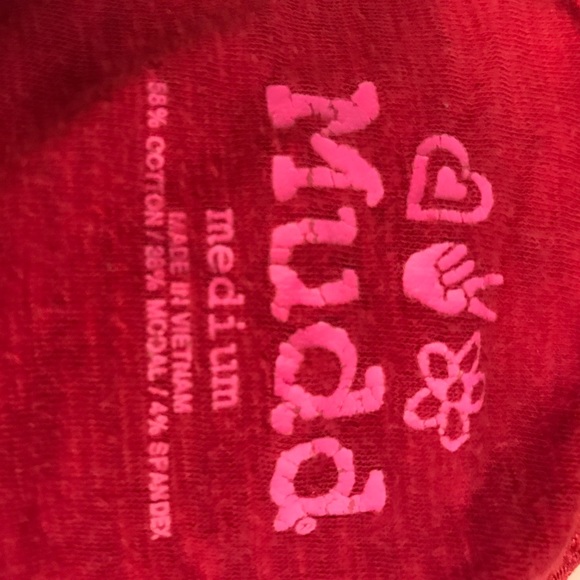 Mudd
medium
MADE IN VIETNAM
58% COTTON / 38% MODAL / 4% SPANDEX